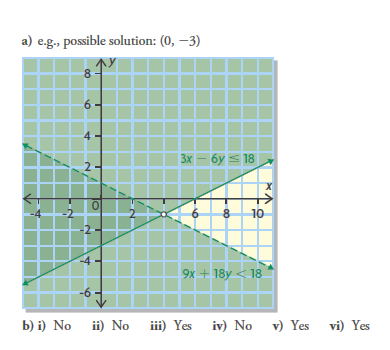 a) e.g., possible solution: (0, −3)
y
8
6
4
3x − 6y ≤ 18
2
x
-4 -2 0 2 6 8 10
-2
-4
9x + 18y < 18
-6
b) i) No ii) No iii) Yes iv) No v) Yes vi) Yes